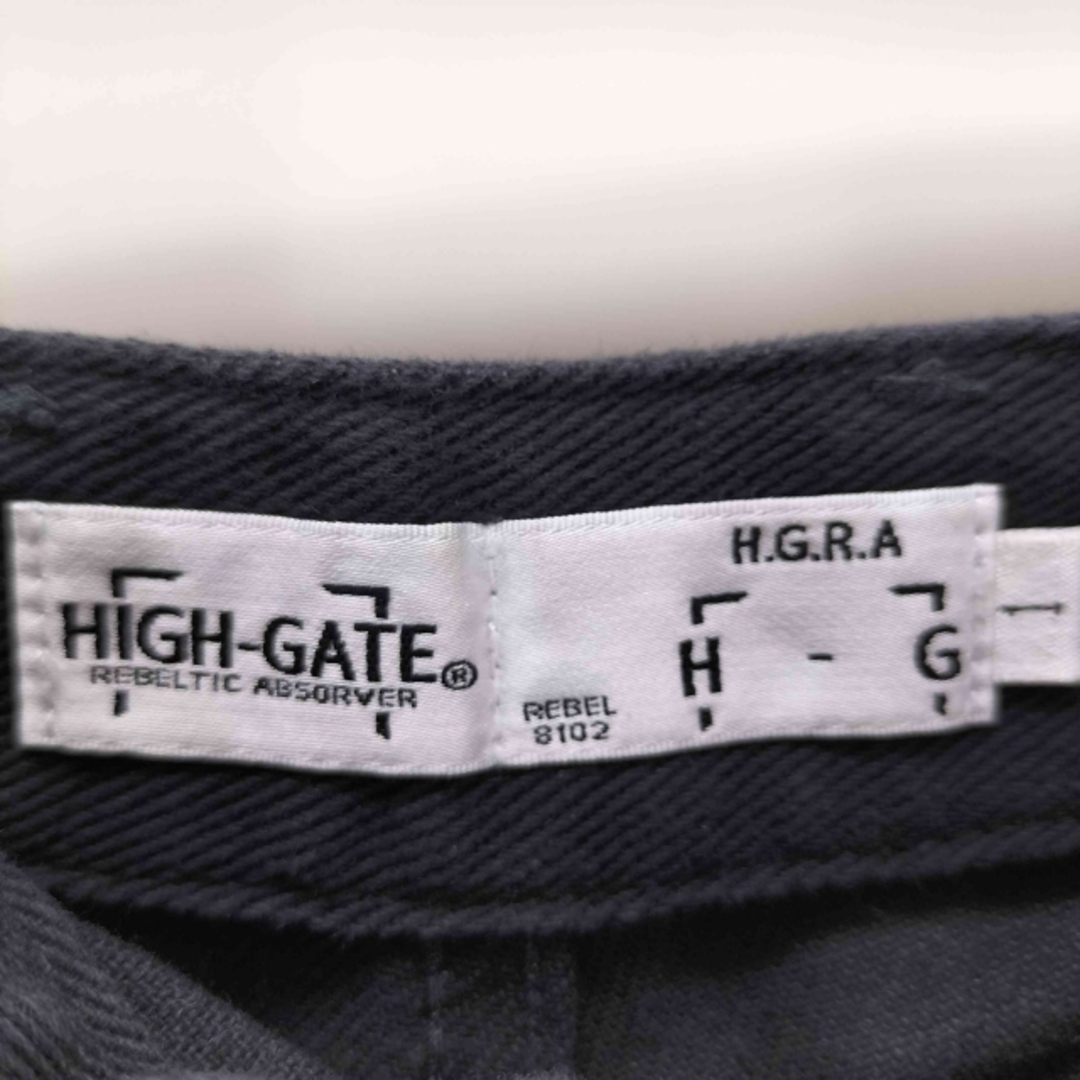 HIGH-GATE®
REBELTIC ABSORVER
REBEL
8102
H.G.R.A
H - G